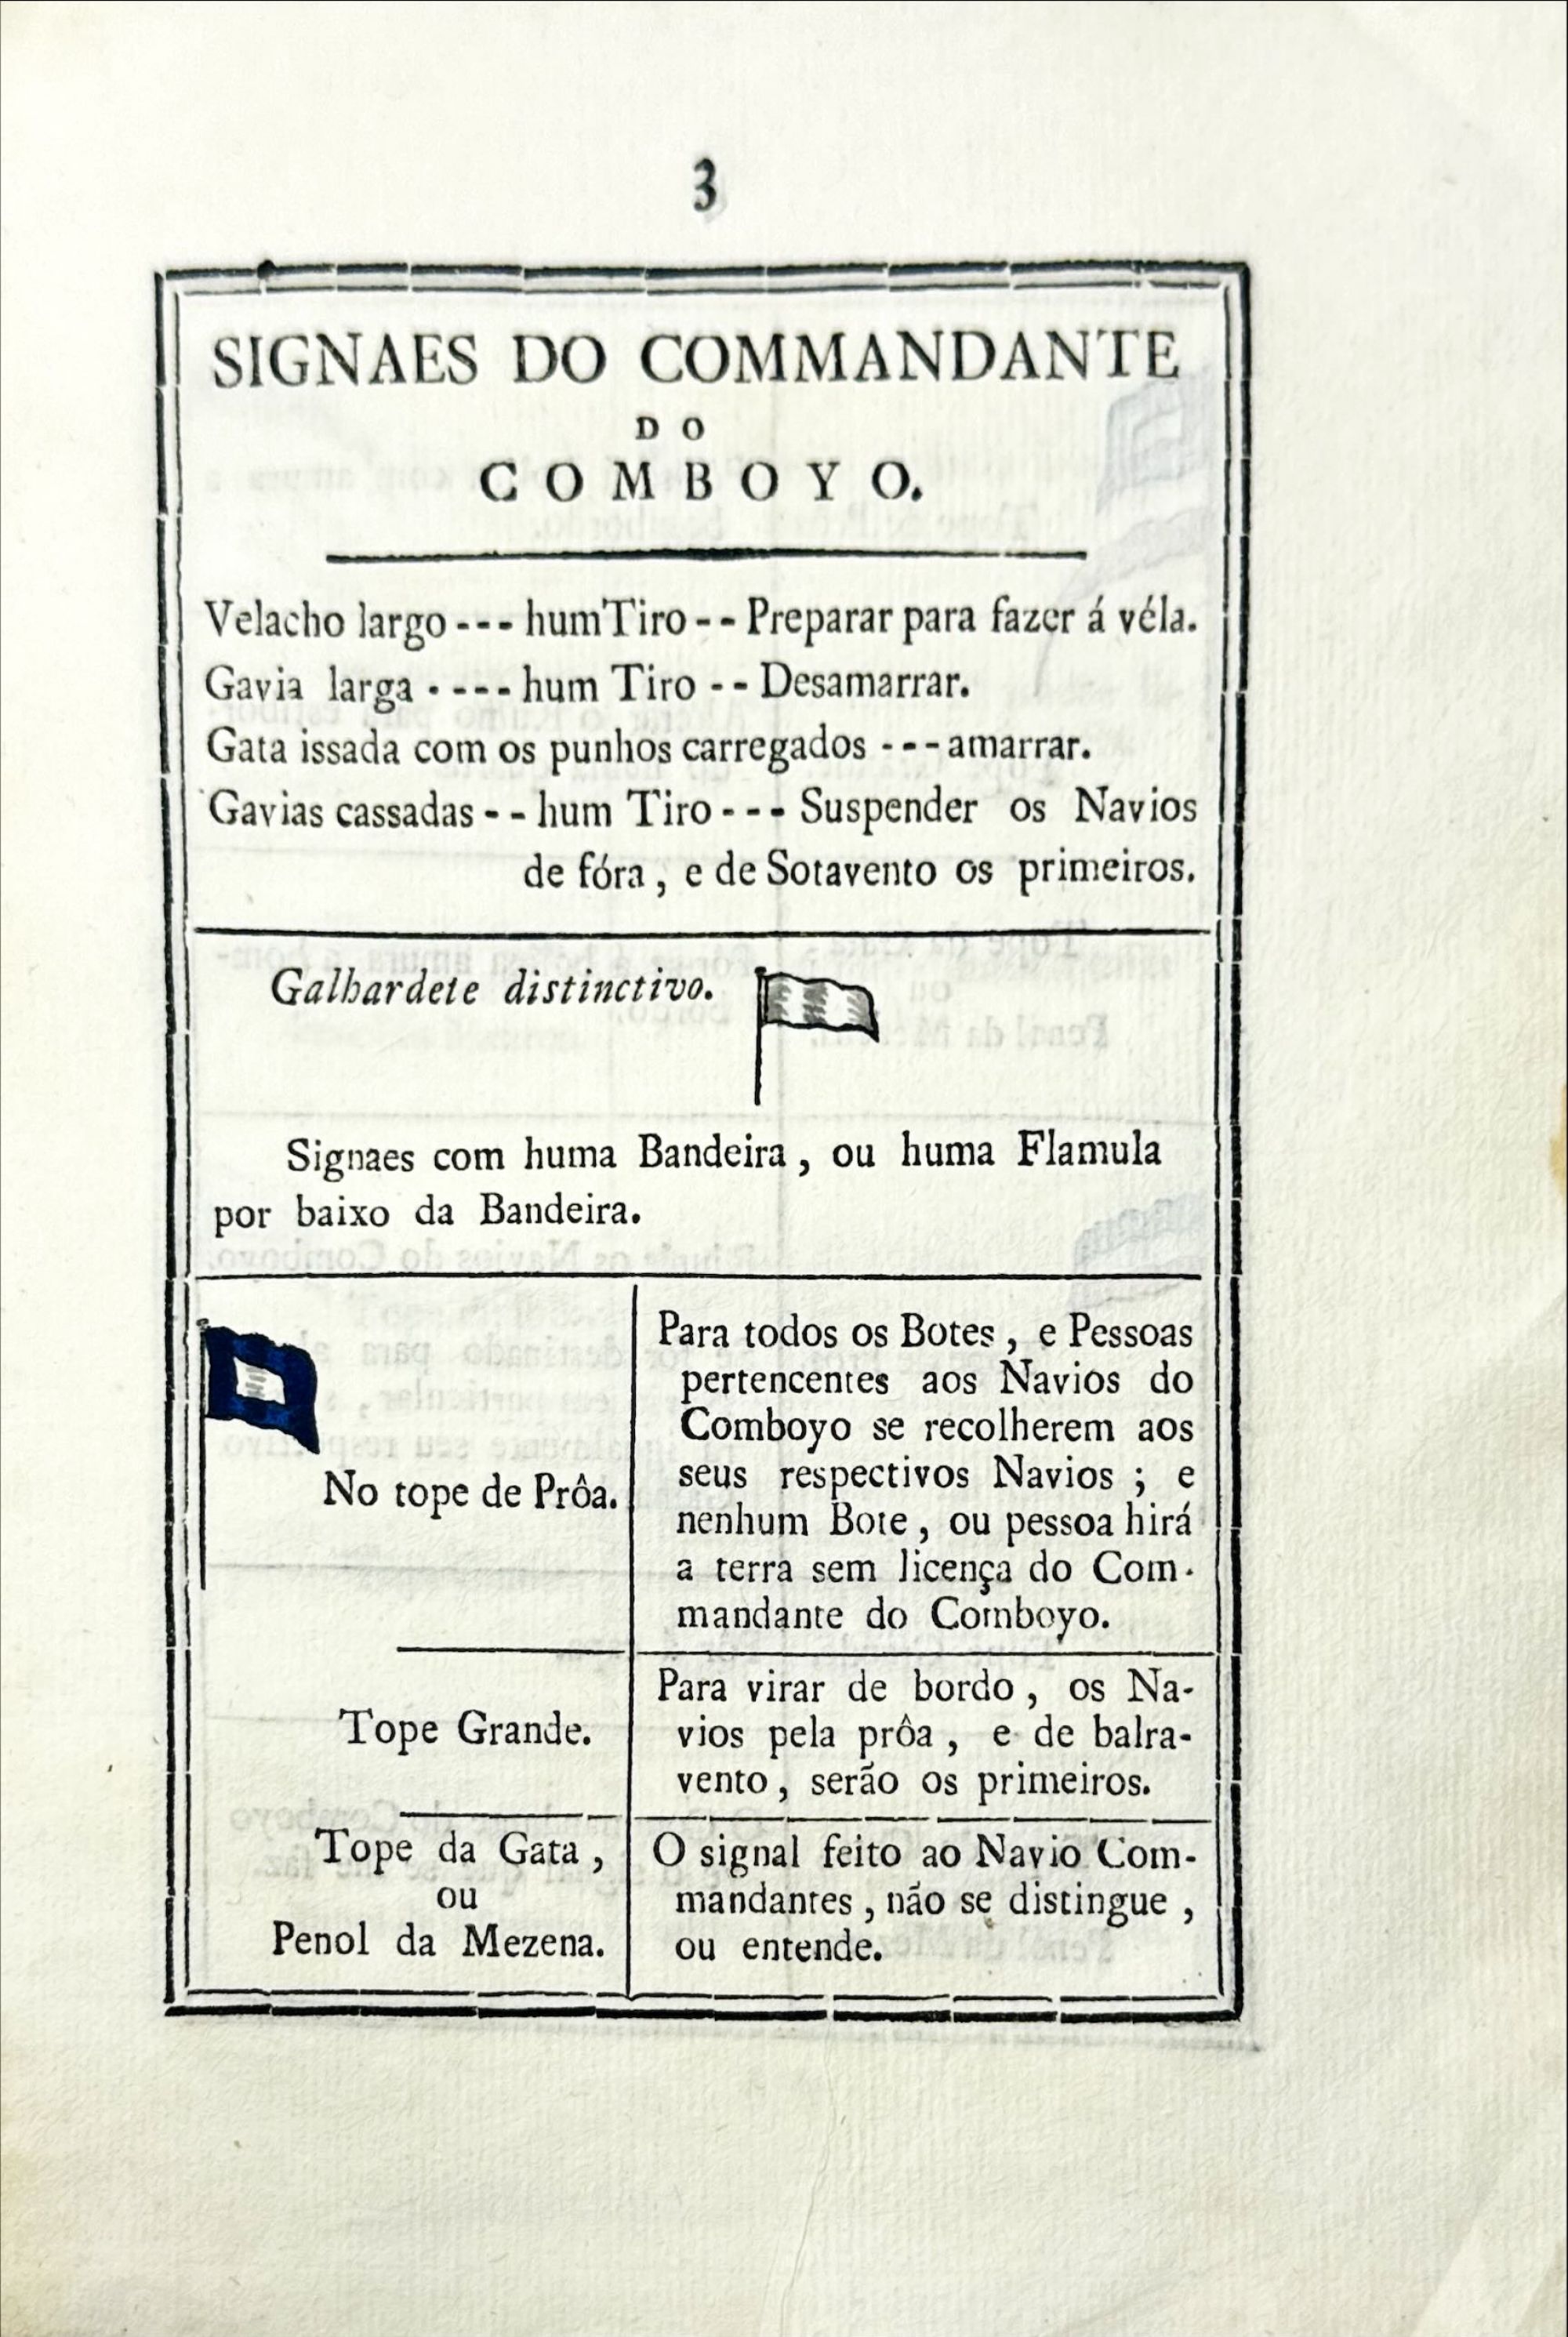 3
SIGNAES DO COMMANDANTE
DO
COMBOYO.
Velacho largo --- hum Tiro -- Preparar para fazer á véla.
Gavia larga ---- hum Tiro -- Desamarrar.
Gata issada com os punhos carregados --- amarrar.
Gavias cassadas -- hum Tiro --- Suspender os Navios
de fóra, e de Sotavento os primeiros.
Galhardete distinctivo.
Signaes com huma Bandeira, ou huma Flamula
por baixo da Bandeira.
No tope de Prôa.
Para todos os Botes, e Pessoas
pertencentes aos Navios do
Comboyo se recolherem aos
seus respectivos Navios; e
nenhum Bote, ou pessoa hirá
a terra sem licença do Com-
mandante do Comboyo.
Tope Grande.
Para virar de bordo, os Na-
vios pela prôa, e de balra-
vento, serão os primeiros.
Tope da Gata,
ou
Penol da Mezena.
O signal feito ao Navio Com-
mandantes, não se distingue,
ou entende.